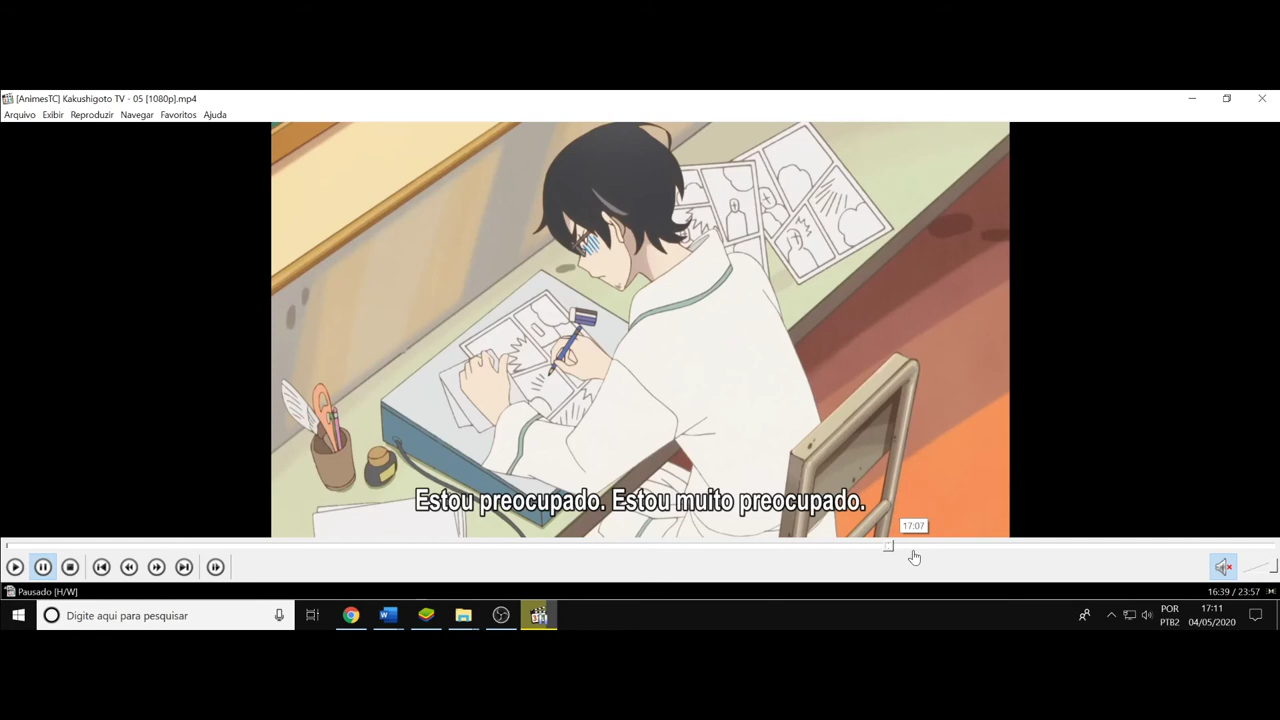 [AnimesTC] Kakushigoto TV - 05 [1080p].mp4
Arquivo Exibir Reproduzir Navegar Favoritos Ajuda
Estou preocupado. Estou muito preocupado.
17:07
Pausado [H/W]
16:39 / 23:57
Digite aqui para pesquisar
POR
PTB2
17:11
04/05/2020